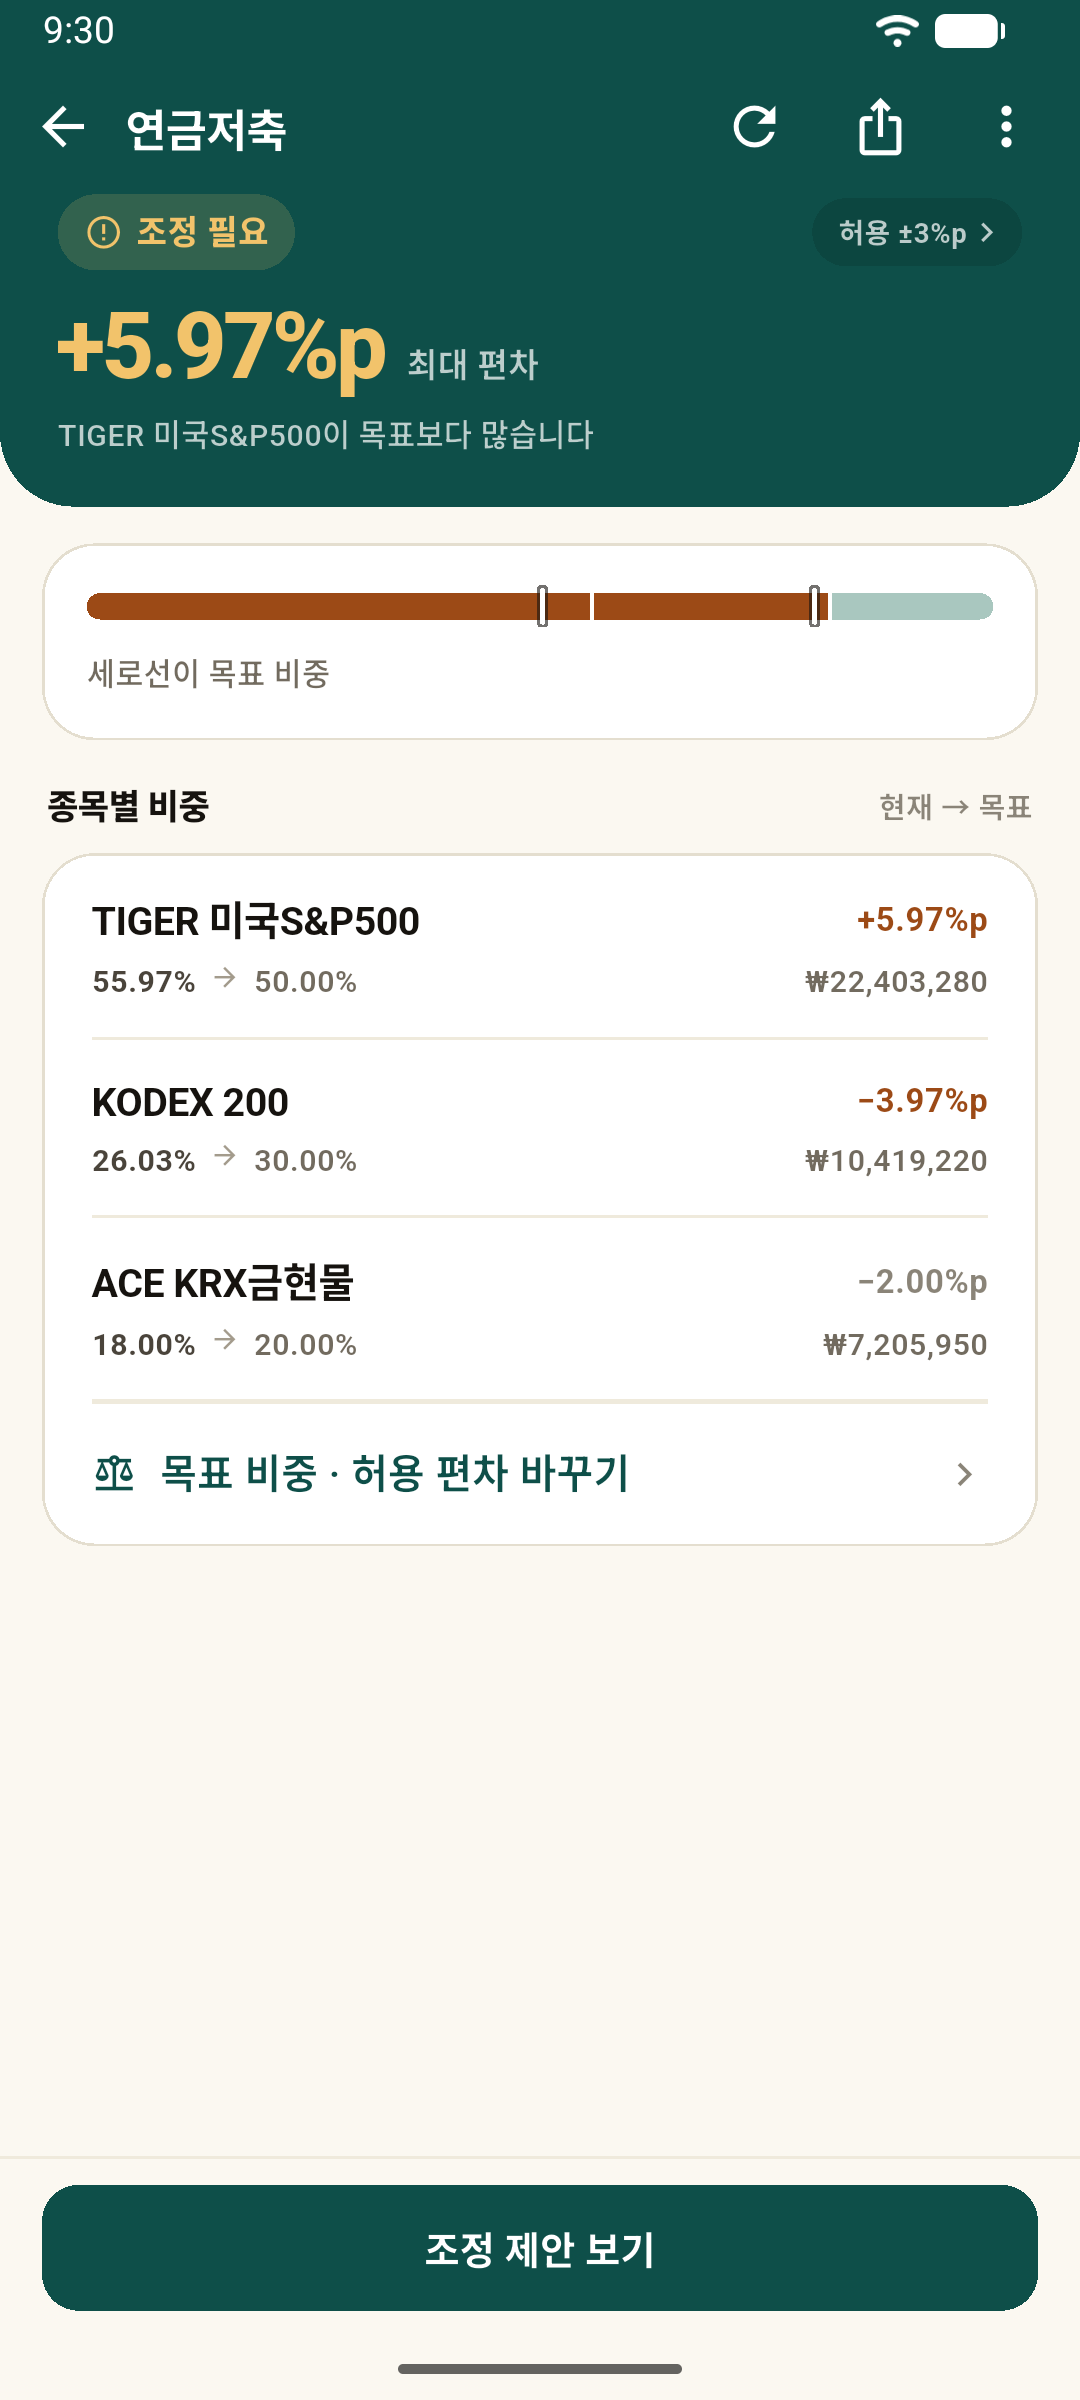 9:30
연금저축
조정 필요
허용 ±3%p
+5.97%p 최대 편차
TIGER 미국S&P500이 목표보다 많습니다
세로선이 목표 비중
종목별 비중
현재 → 목표
TIGER 미국S&P500
+5.97%p
55.97% → 50.00%
₩22,403,280
KODEX 200
−3.97%p
26.03% → 30.00%
₩10,419,220
ACE KRX금현물
−2.00%p
18.00% → 20.00%
₩7,205,950
목표 비중 · 허용 편차 바꾸기
조정 제안 보기